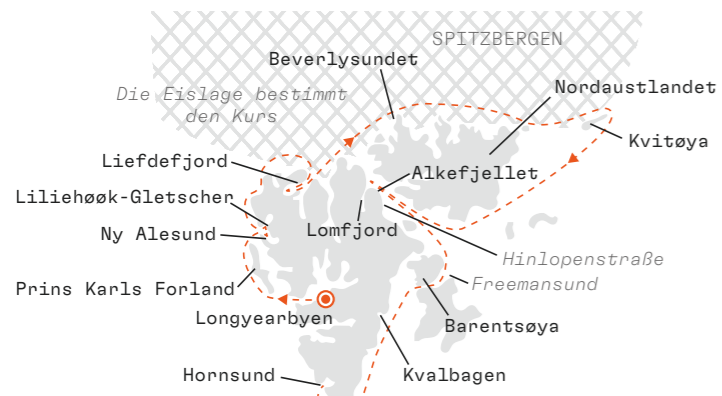 SPITZBERGEN
Beverlysundet
Nordaustlandet
Die Eislage bestimmt
den Kurs
Kvitøya
Liefdefjord
Alkefjellet
Liliehøøk-Gletscher
Ny Alesund
Lomfjord
Hinlopenstraße
Freemansund
Prins Karls Forland
Longyearbyen
Barentsøya
Hornsund
Kvalbagen